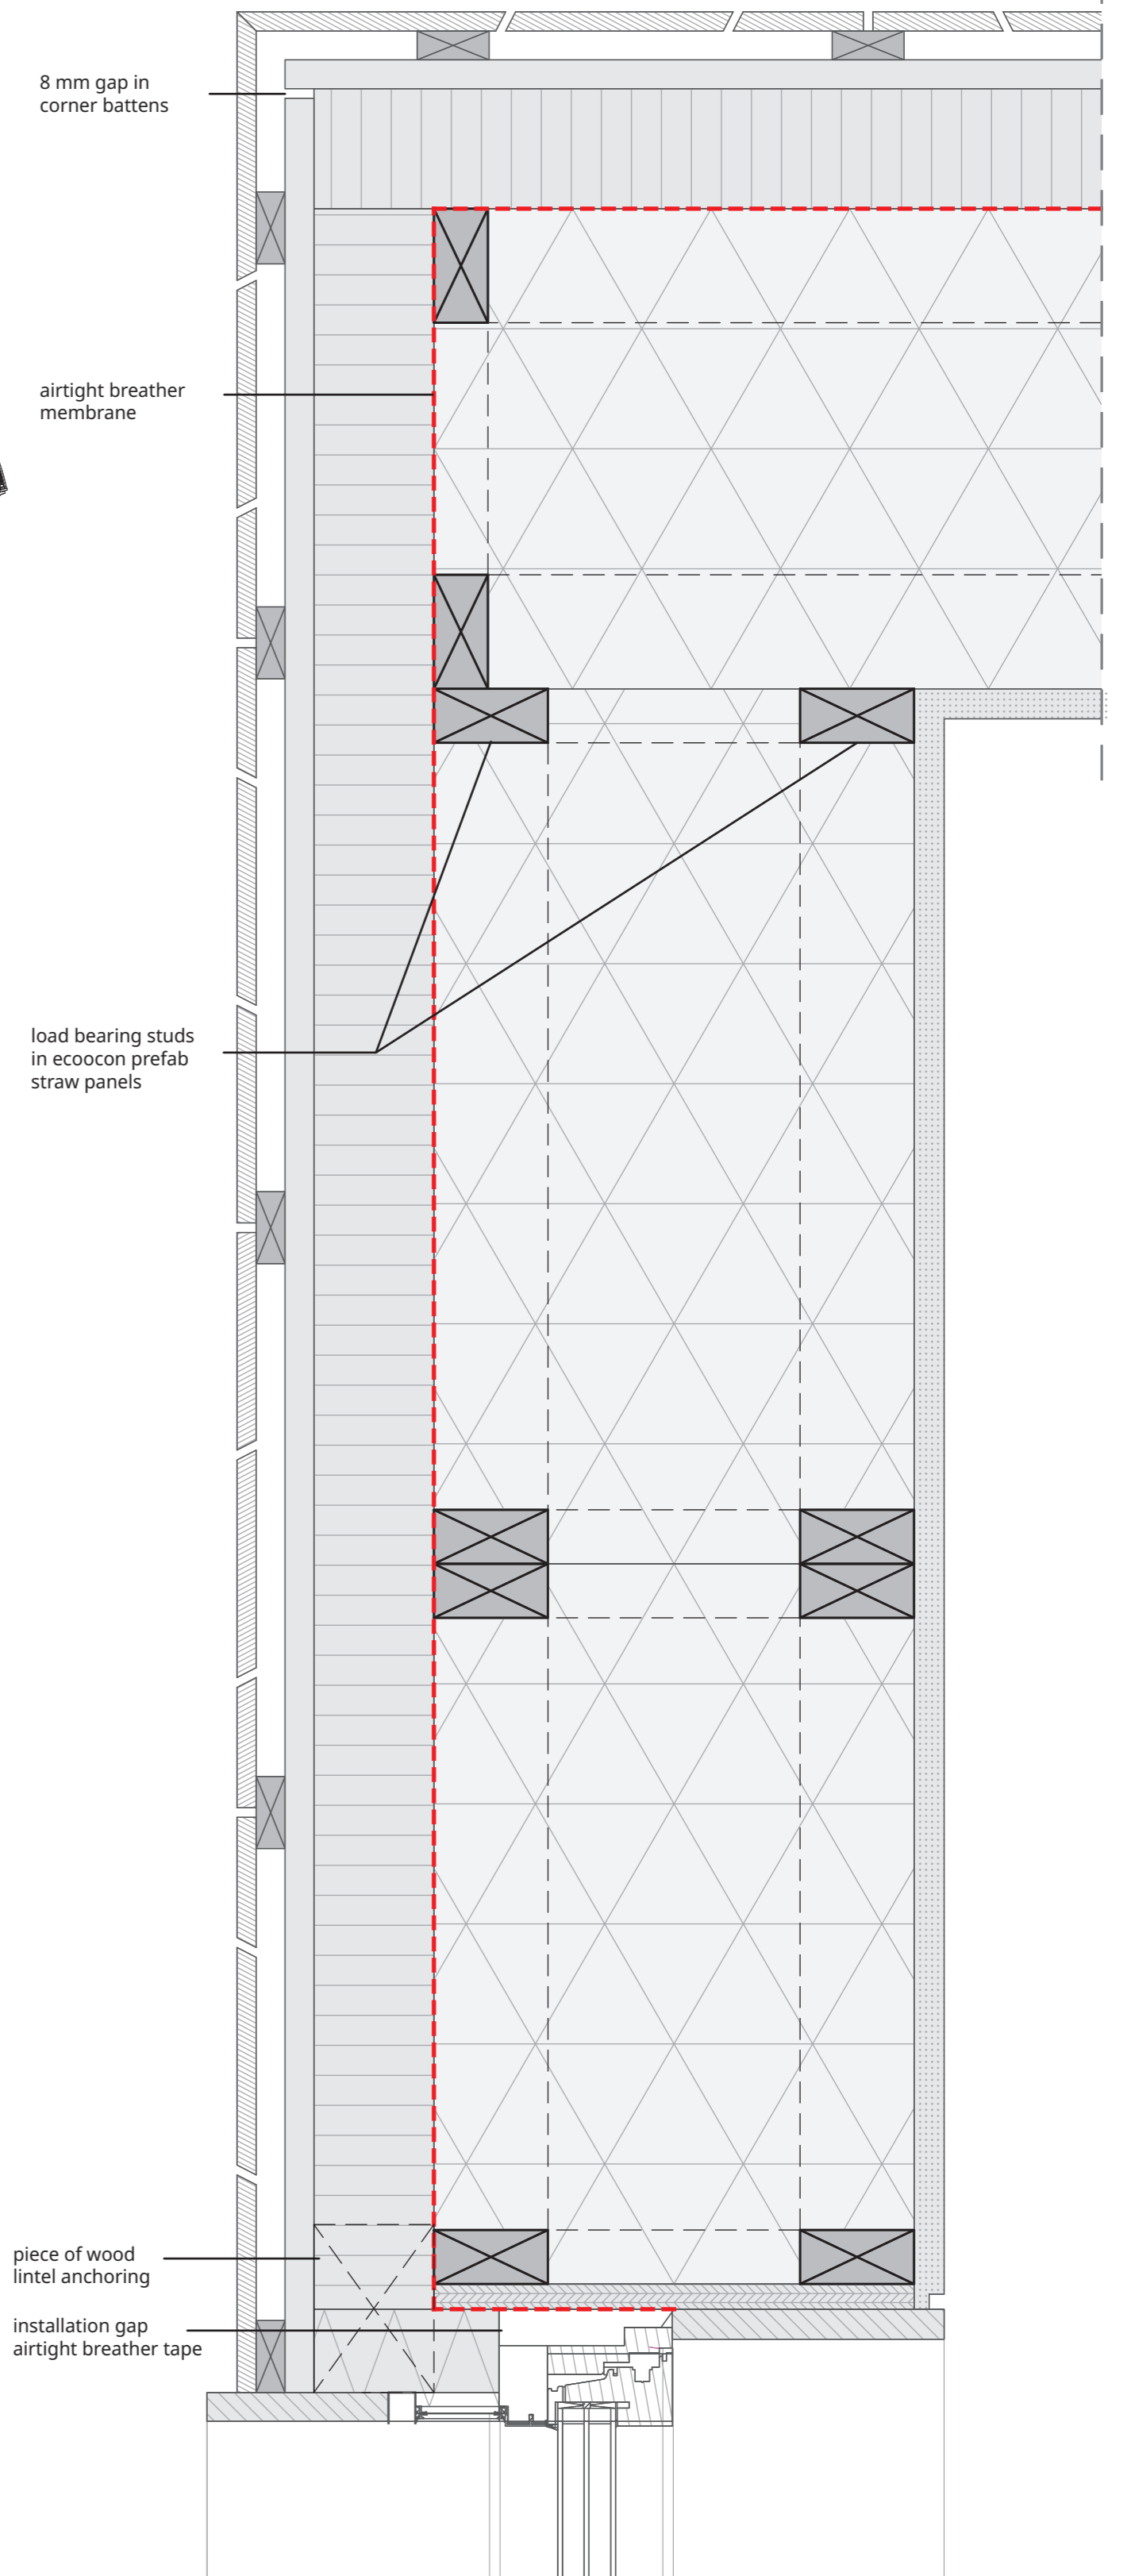 8 mm gap in
corner battens
airtight breather
membrane
load bearing studs
in ecoocon prefab
straw panels
piece of wood
lintel anchoring
installation gap
airtight breather tape